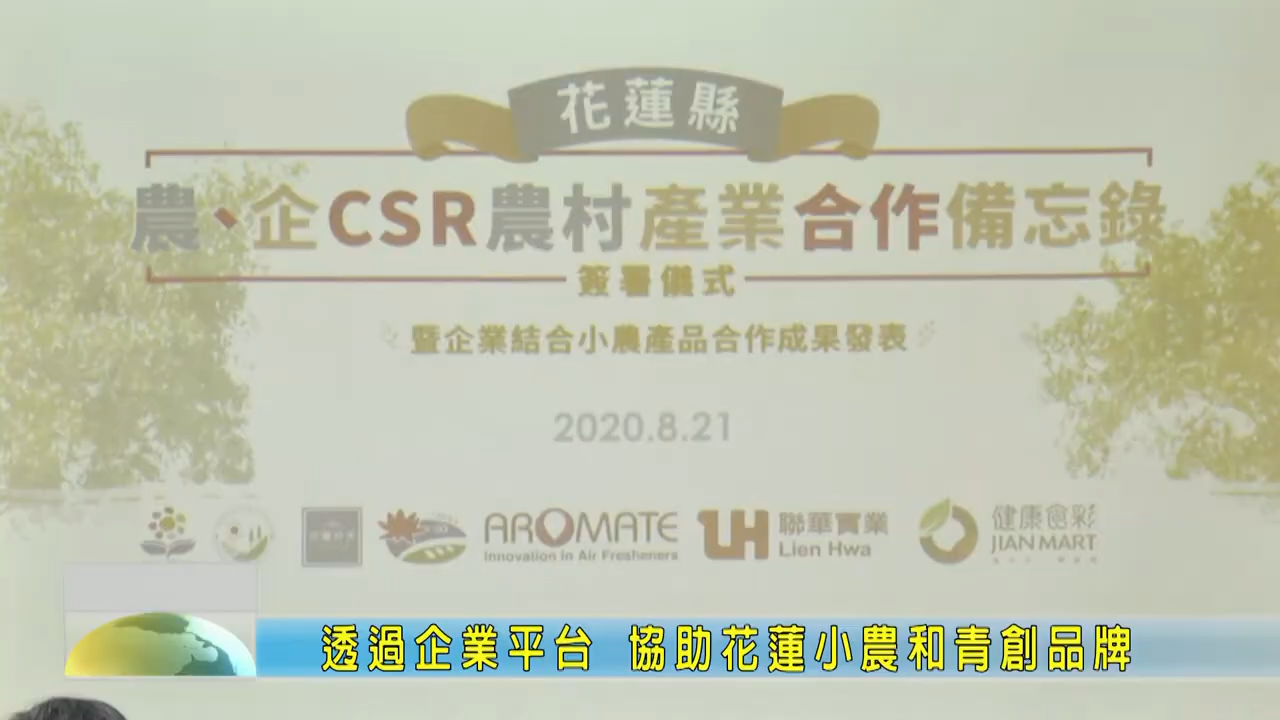 花蓮縣
農、企CSR農村產業合作備忘錄
簽署儀式
暨企業結合小農產品合作成果發表
2020.8.21
AROMATE
Innovation in Air Fresheners
LH 聯華實業
Lien Hwa
健康食彩
JIAN MART
透過企業平台 協助花蓮小農和青創品牌